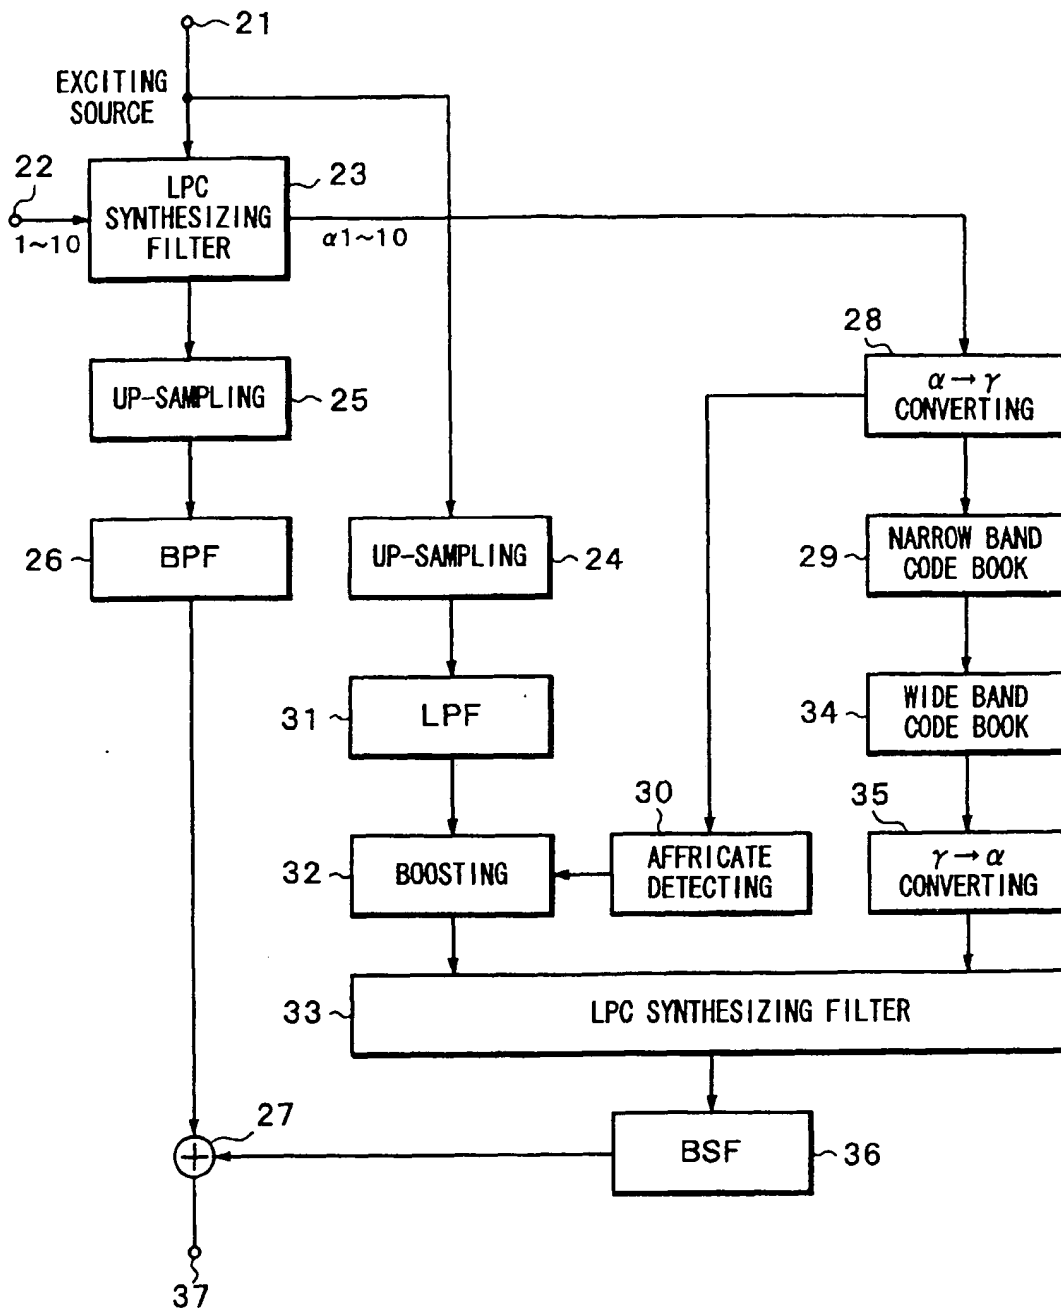 21
EXCITING
SOURCE
22
1~10
LPC
SYNTHESIZING
FILTER
23
α1~10
28
α→γ
CONVERTING
UP-SAMPLING
25
26
BPF
UP-SAMPLING
24
29
NARROW BAND
CODE BOOK
31
LPF
34
WIDE BAND
CODE BOOK
30
35
32
BOOSTING
AFFRICATE
DETECTING
γ→α
CONVERTING
33
LPC SYNTHESIZING FILTER
27
+
BSF
36
37